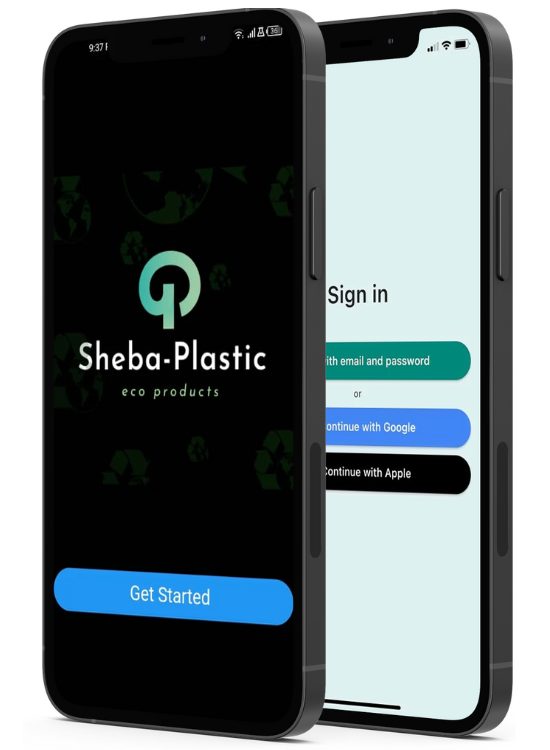 9:37
36
Sheba-Plastic
eco products
Get Started
Sign in
ith email and password
or
ontinue with Google
Continue with Apple